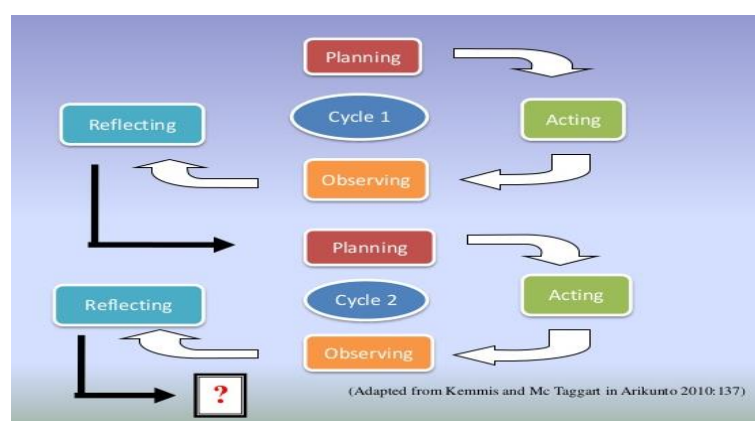 Planning
Reflecting
Cycle 1
Acting
Observing
Planning
Reflecting
Cycle 2
Acting
Observing
?
(Adapted from Kemmis and Mc Taggart in Arikunto 2010:137)